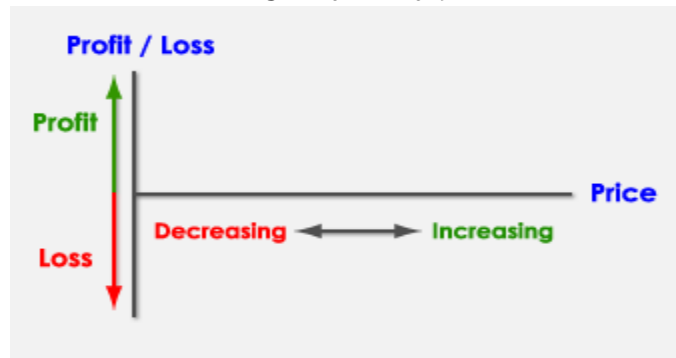 Profit / Loss
Profit
Price
Decreasing
Increasing
Loss